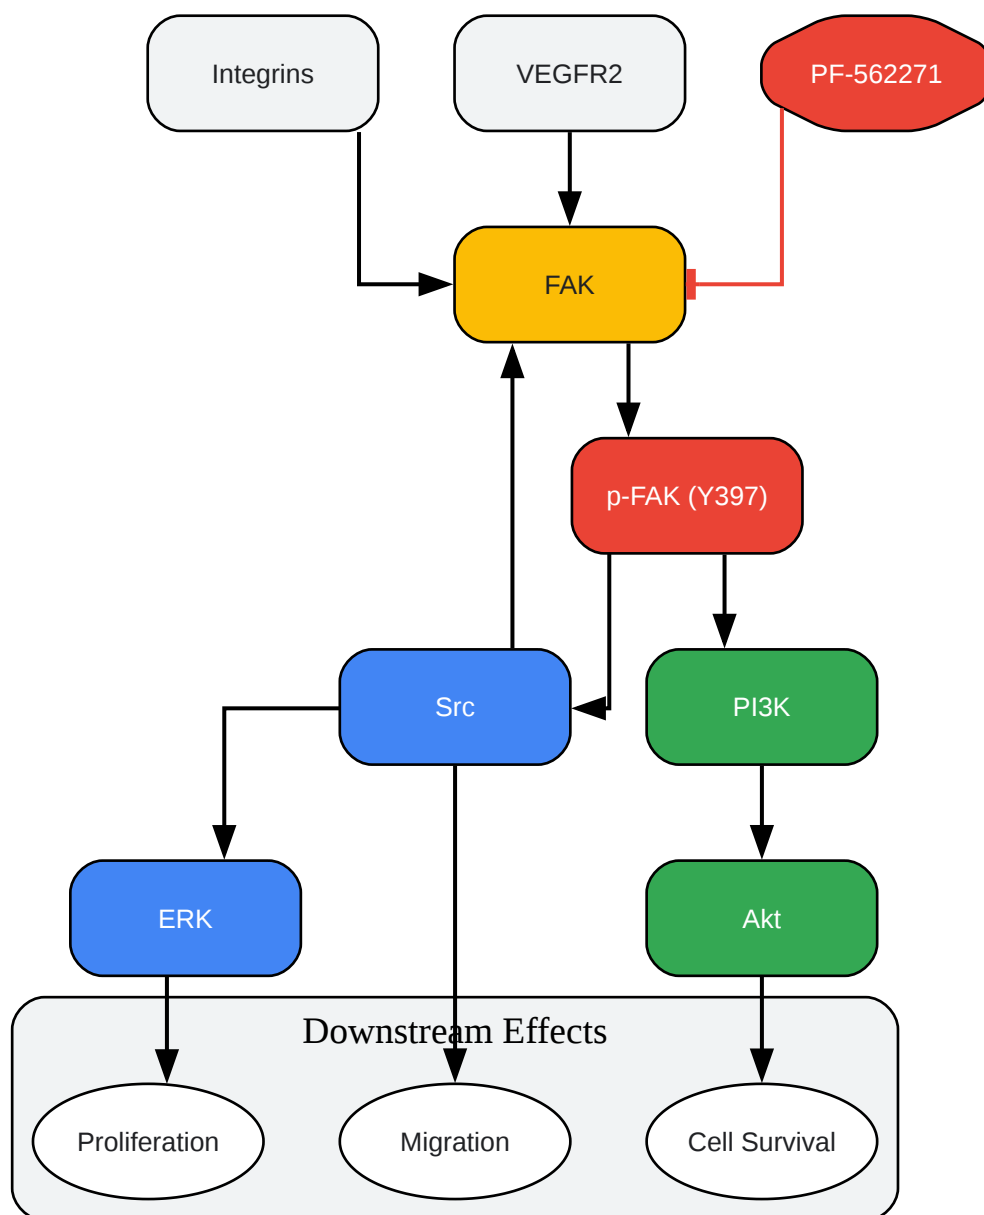 Integrins
VEGFR2
PF-562271
FAK
p-FAK (Y397)
Src
PI3K
ERK
Akt
Downstream Effects
Proliferation
Migration
Cell Survival